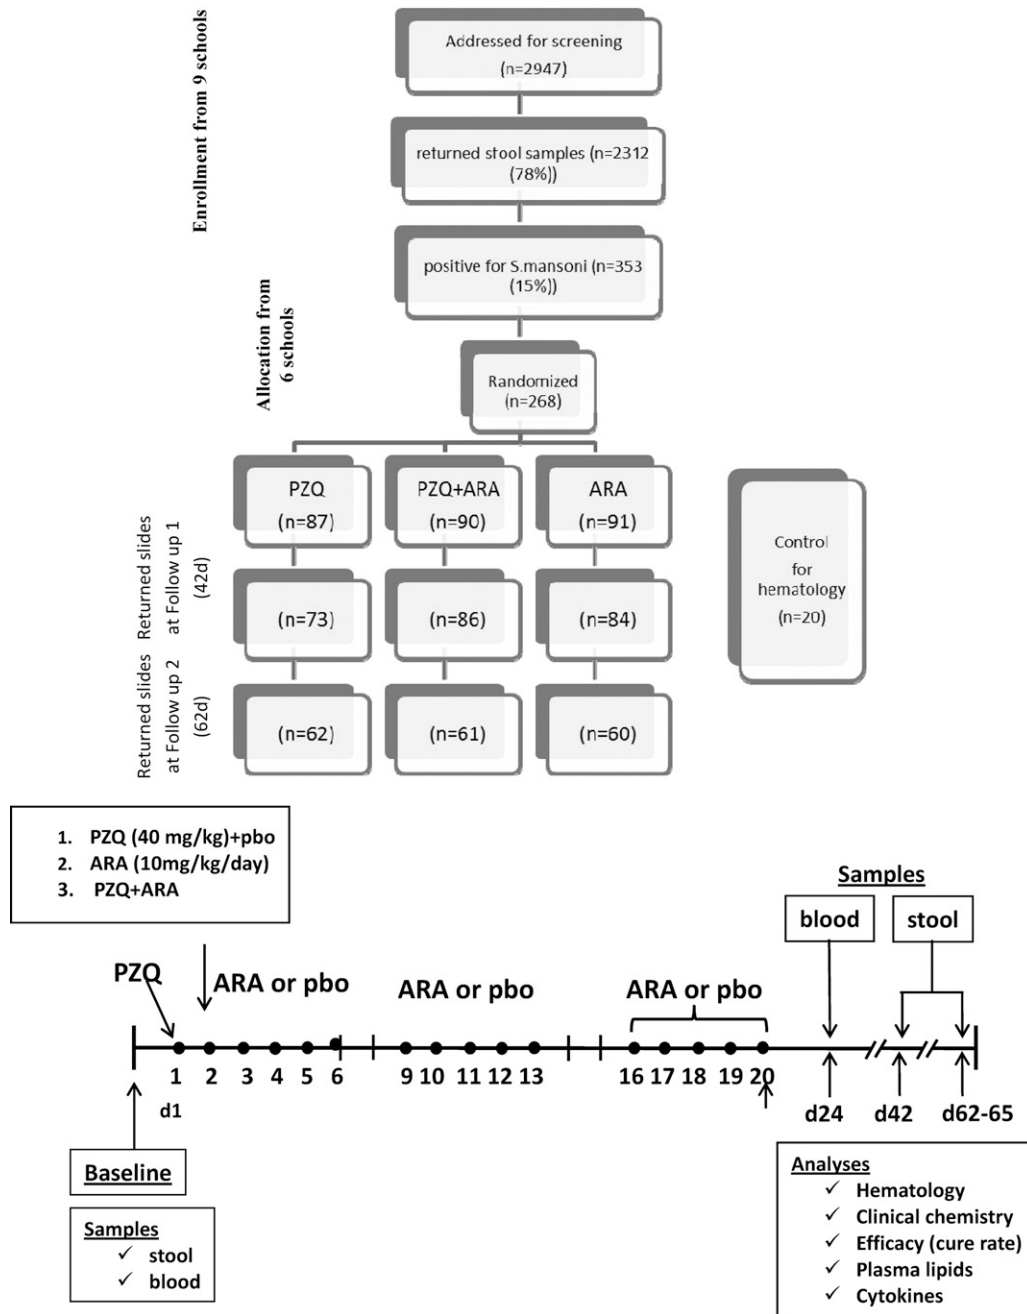 Enrollment from 9 schools
Addressed for screening
(n=2947)
returned stool samples (n=2312
(78%))
positive for S.mansoni (n=353
(15%))
Allocation from
6 schools
Randomized
(n=268)
PZQ
(n=87)
PZQ+ARA
(n=90)
ARA
(n=91)
Control
for
hematology
(n=20)
Returned slides
at Follow up 1
(42d)
(n=73)
(n=86)
(n=84)
Returned slides
at Follow up 2
(62d)
(n=62)
(n=61)
(n=60)
1. PZQ (40 mg/kg)+pbo
2. ARA (10mg/kg/day)
3. PZQ+ARA
Samples
blood
stool
PZQ
ARA or pbo
ARA or pbo
ARA or pbo
1 2 3 4 5 6 9 10 11 12 13 16 17 18 19 20
d1
d24
d42
d62-65
Baseline
Samples
✓ stool
✓ blood
Analyses
✓ Hematology
✓ Clinical chemistry
✓ Efficacy (cure rate)
✓ Plasma lipids
✓ Cytokines